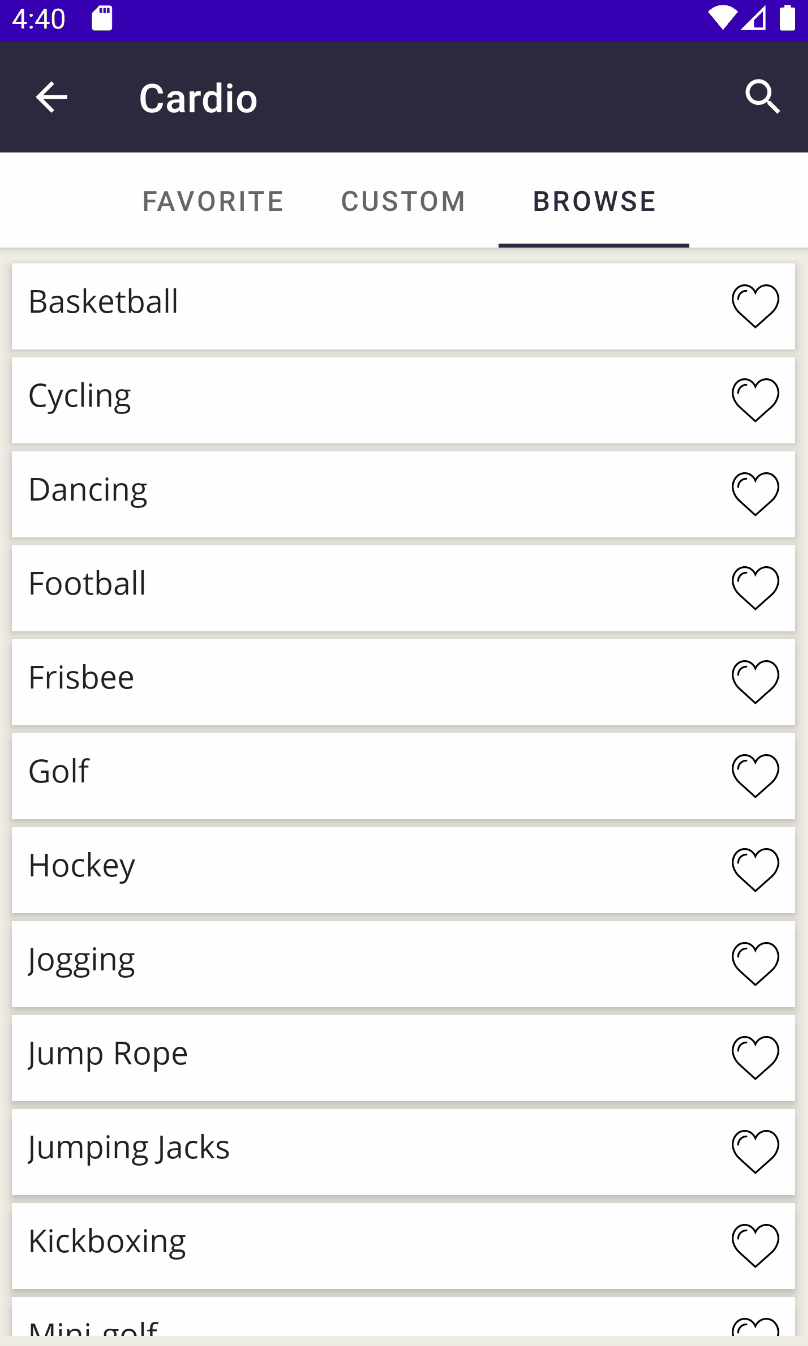 4:40
Cardio
FAVORITE CUSTOM BROWSE
Basketball
Cycling
Dancing
Football
Frisbee
Golf
Hockey
Jogging
Jump Rope
Jumping Jacks
Kickboxing
Mini-golf